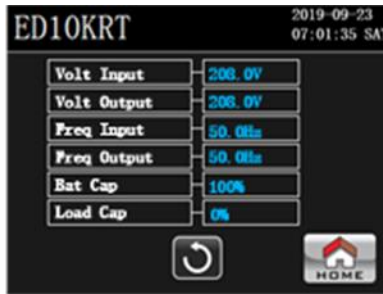 ED10KRT
2019-09-23
07:01:35 SAT
Volt Input 208.0V
Volt Output 208.0V
Freq Input 50.0Hz
Freq Output 50.0Hz
Bat Cap 100%
Load Cap 0%
HOME